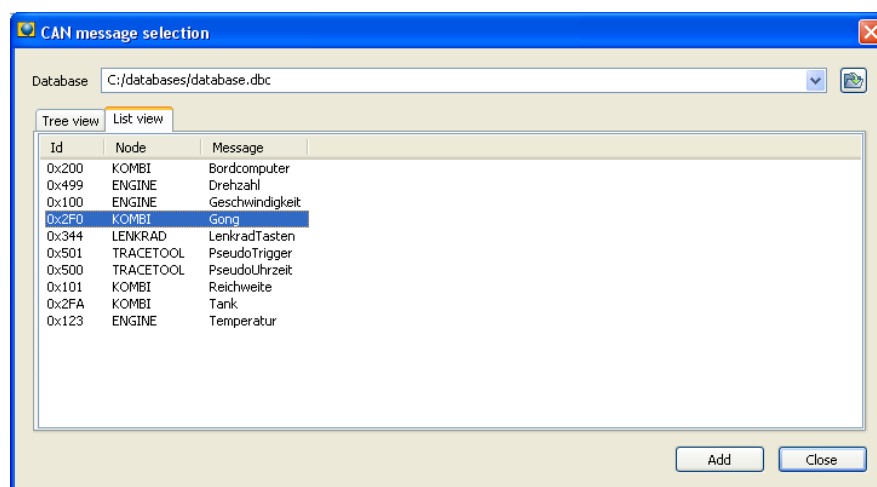 CAN message selection
Database C:/databases/database.dbc
Tree view List view
Id Node Message
0x200 KOMBI Bordcomputer
0x499 ENGINE Drehzahl
0x100 ENGINE Geschwindigkeit
0x2F0 KOMBI Gong
0x344 LENKRAD LenkradTasten
0x501 TRACETOOL PseudoTrigger
0x500 TRACETOOL PseudoUhrzeit
0x101 KOMBI Reichweite
0x2FA KOMBI Tank
0x123 ENGINE Temperatur
Add Close